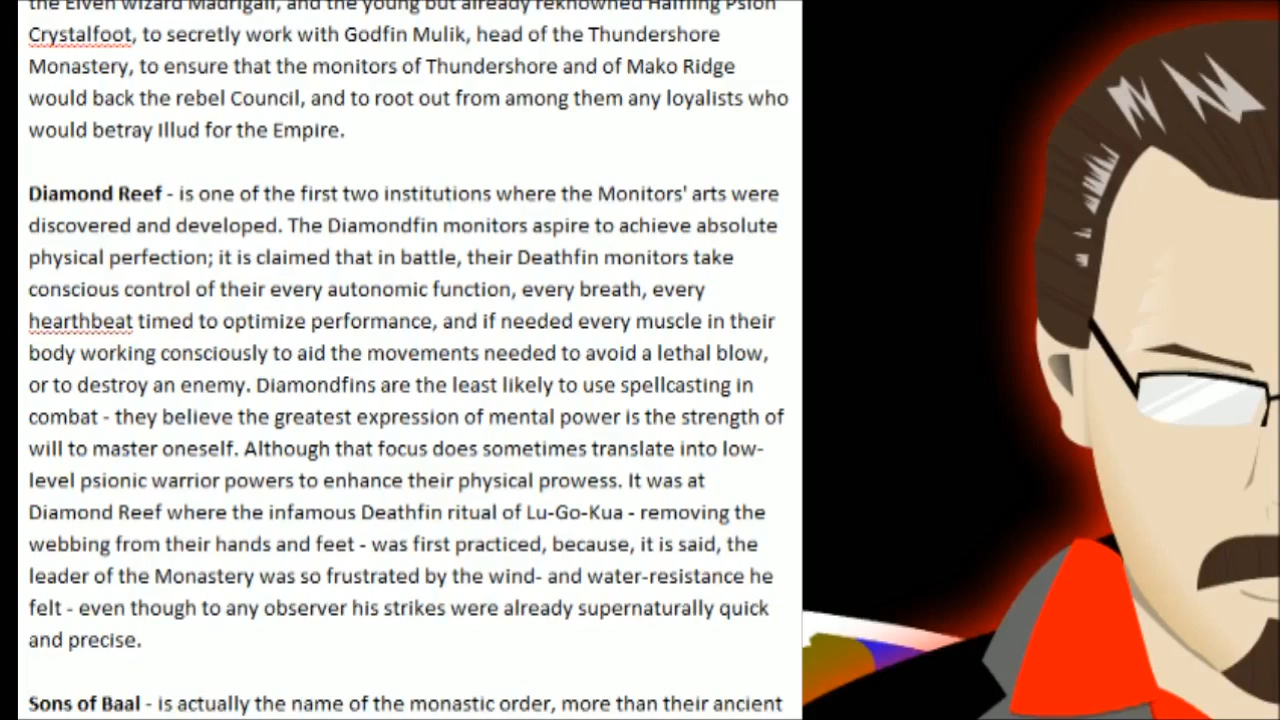 the Elven wizard Madrigall, and the young but already reknowned Halfling Psion
Crystalfoot, to secretly work with Godfin Mulik, head of the Thundershore
Monastery, to ensure that the monitors of Thundershore and of Mako Ridge
would back the rebel Council, and to root out from among them any loyalists who
would betray Illud for the Empire.
Diamond Reef - is one of the first two institutions where the Monitors' arts were
discovered and developed. The Diamondfin monitors aspire to achieve absolute
physical perfection; it is claimed that in battle, their Deathfin monitors take
conscious control of their every autonomic function, every breath, every
hearthbeat timed to optimize performance, and if needed every muscle in their
body working consciously to aid the movements needed to avoid a lethal blow,
or to destroy an enemy. Diamondfins are the least likely to use spellcasting in
combat - they believe the greatest expression of mental power is the strength of
will to master oneself. Although that focus does sometimes translate into low-
level psionic warrior powers to enhance their physical prowess. It was at
Diamond Reef where the infamous Deathfin ritual of Lu-Go-Kua - removing the
webbing from their hands and feet - was first practiced, because, it is said, the
leader of the Monastery was so frustrated by the wind- and water-resistance he
felt - even though to any observer his strikes were already supernaturally quick
and precise.
Sons of Baal - is actually the name of the monastic order, more than their ancient